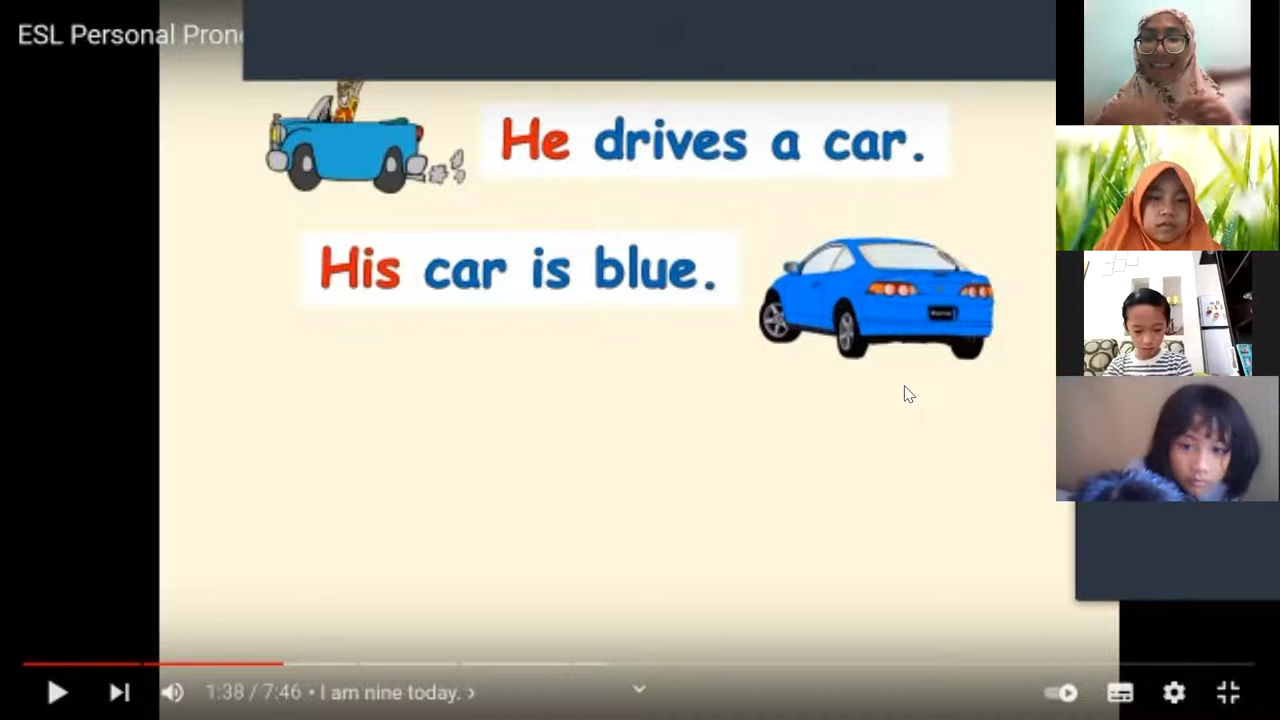 ESL Personal Pron
He drives a car.
His car is blue.
1:38 / 7:46 • I am nine today. ›